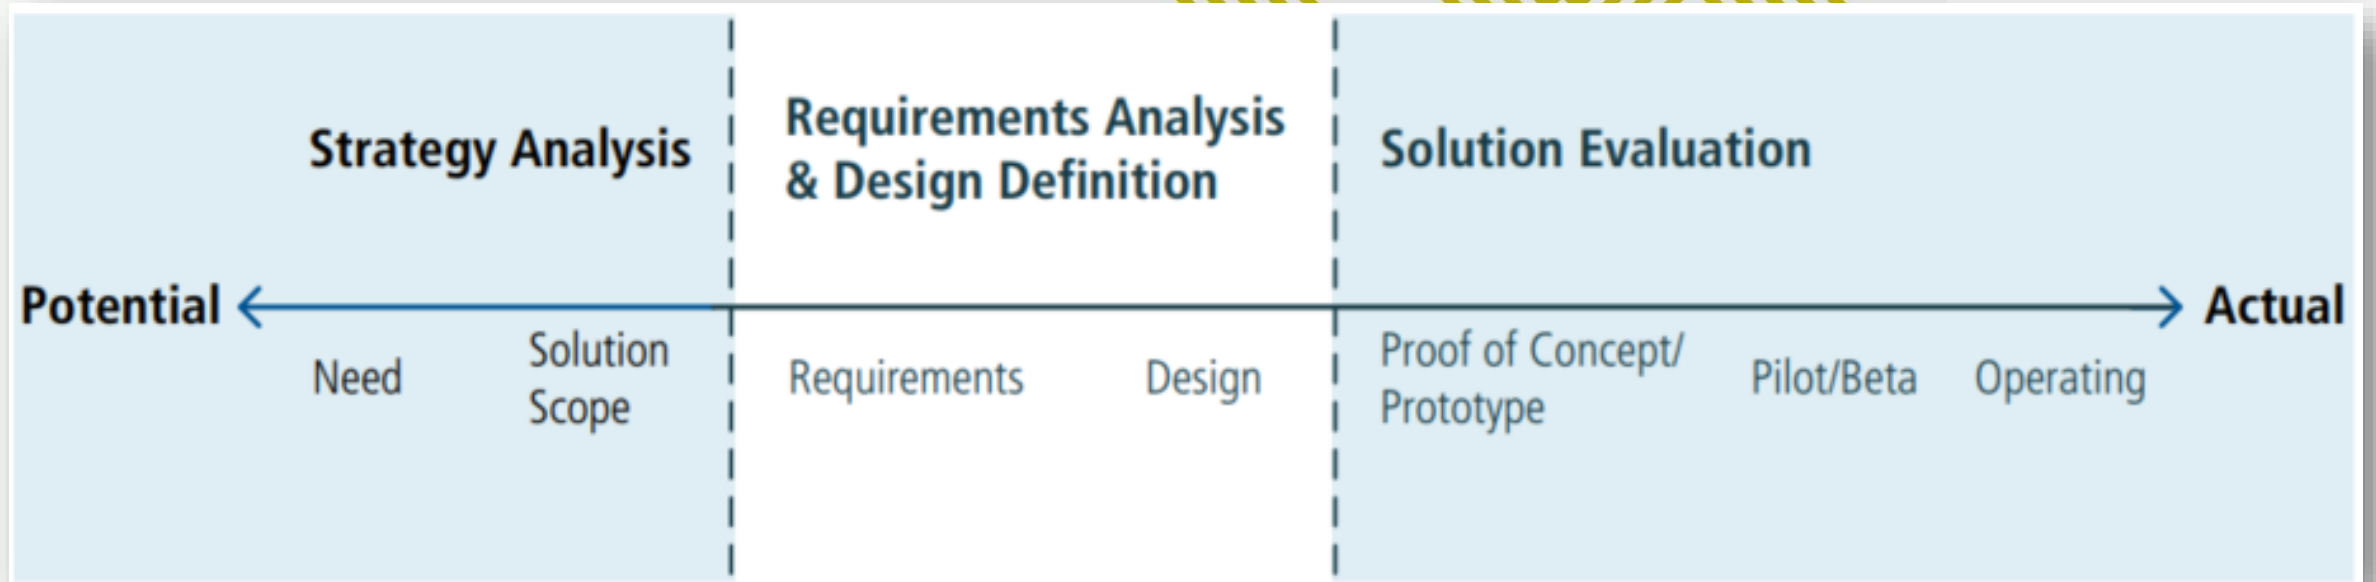 Strategy Analysis
Requirements Analysis
& Design Definition
Solution Evaluation
Potential
Actual
Need
Solution
Scope
Requirements
Design
Proof of Concept/
Prototype
Pilot/Beta
Operating